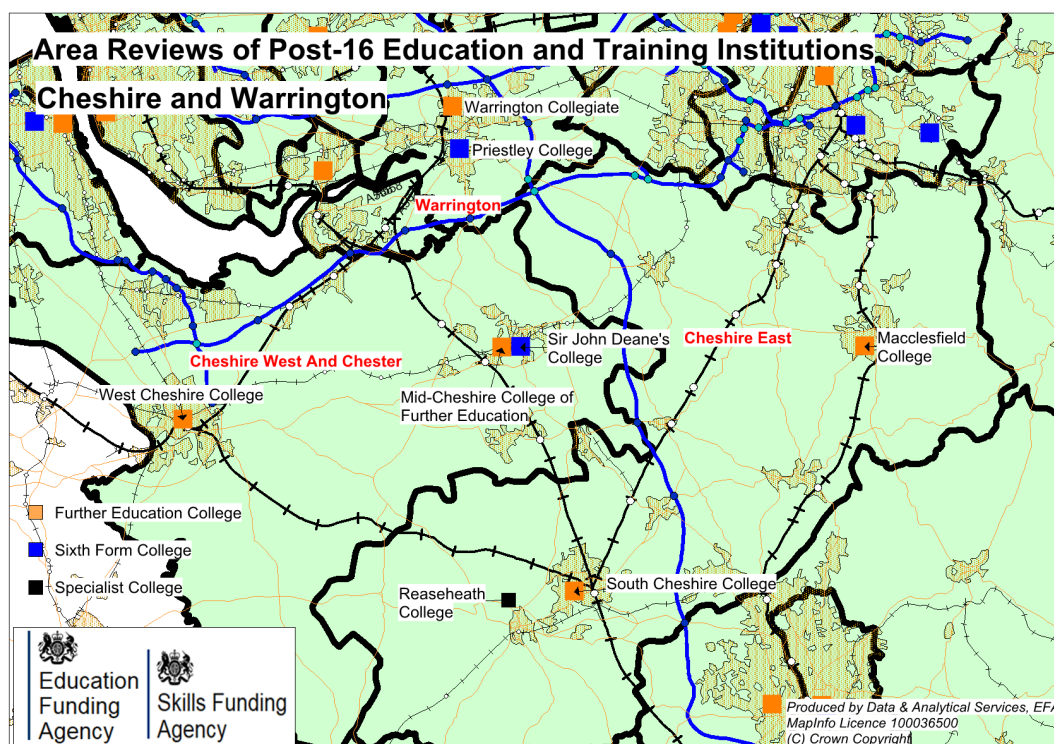 Area Reviews of Post-16 Education and Training Institutions
Cheshire and Warrington
Warrington Collegiate
Priestley College
Warrington
Sir John Deane's
College
Cheshire East
Macclesfield
College
Cheshire West And Chester
West Cheshire College
Mid-Cheshire College of
Further Education
Further Education College
Sixth Form College
Specialist College
South Cheshire College
Reaseheath
College
Education
Funding
Agency
Skills Funding
Agency
Produced by Data & Analytical Services, EFA
MapInfo Licence 100036500
(C) Crown Copyright